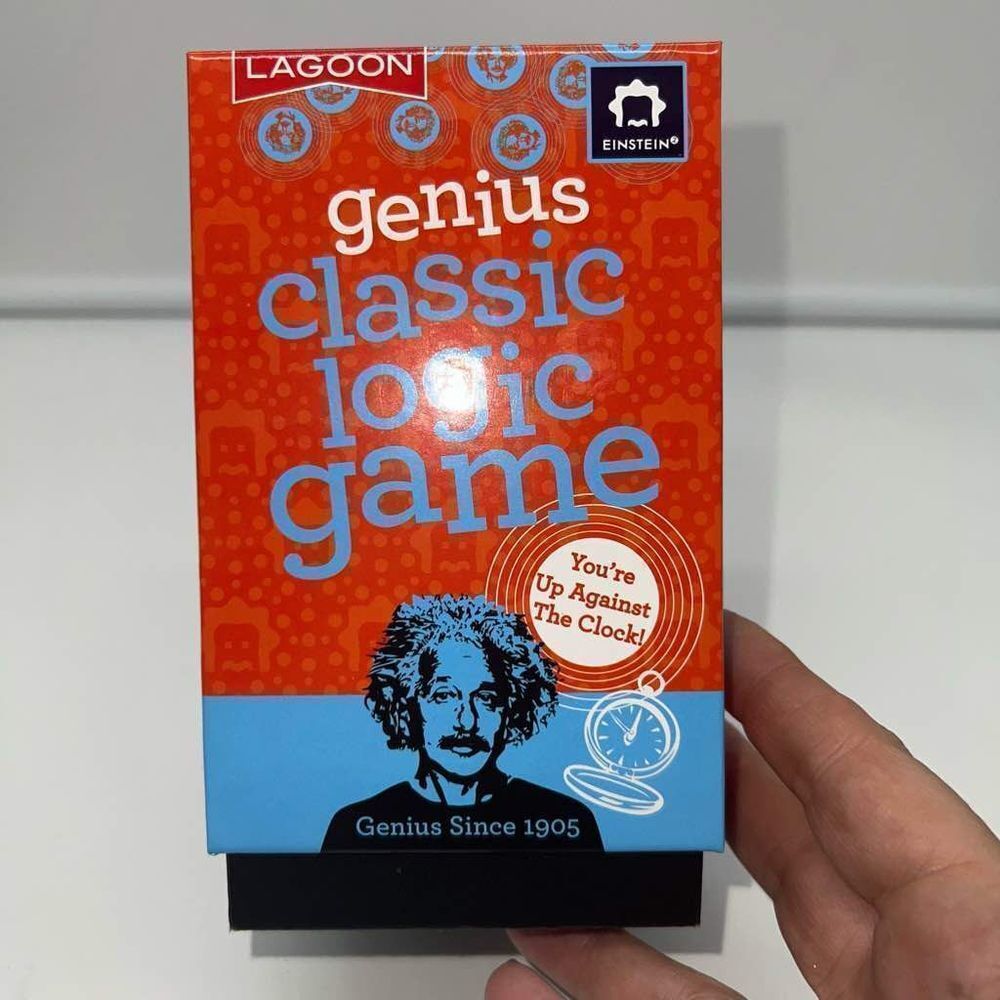 LAGOON
EINSTEIN
genius
classic
logic
game
You're
Up Against
The Clock!
Genius Since 1905